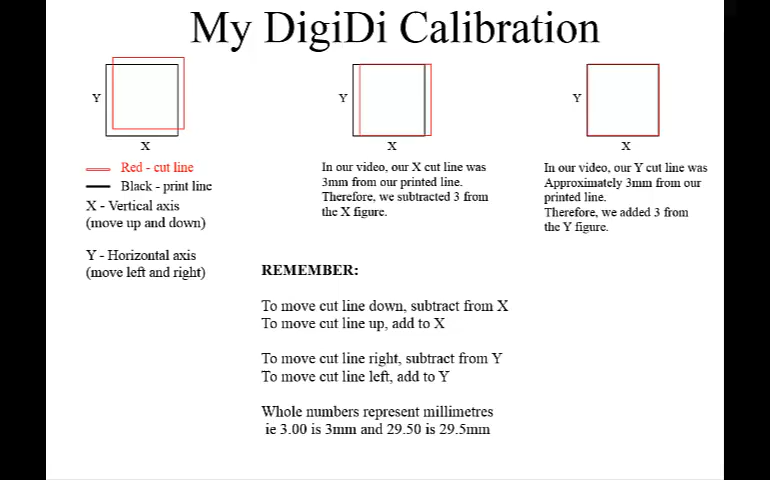 My DigiDi Calibration
Y
X
Red - cut line
Black - print line
X - Vertical axis
(move up and down)
Y - Horizontal axis
(move left and right)
Y
X
In our video, our X cut line was
3mm from our printed line.
Therefore, we subtracted 3 from
the X figure.
Y
X
In our video, our Y cut line was
Approximately 3mm from our
printed line.
Therefore, we added 3 from
the Y figure.
REMEMBER:
To move cut line down, subtract from X
To move cut line up, add to X
To move cut line right, subtract from Y
To move cut line left, add to Y
Whole numbers represent millimetres
ie 3.00 is 3mm and 29.50 is 29.5mm